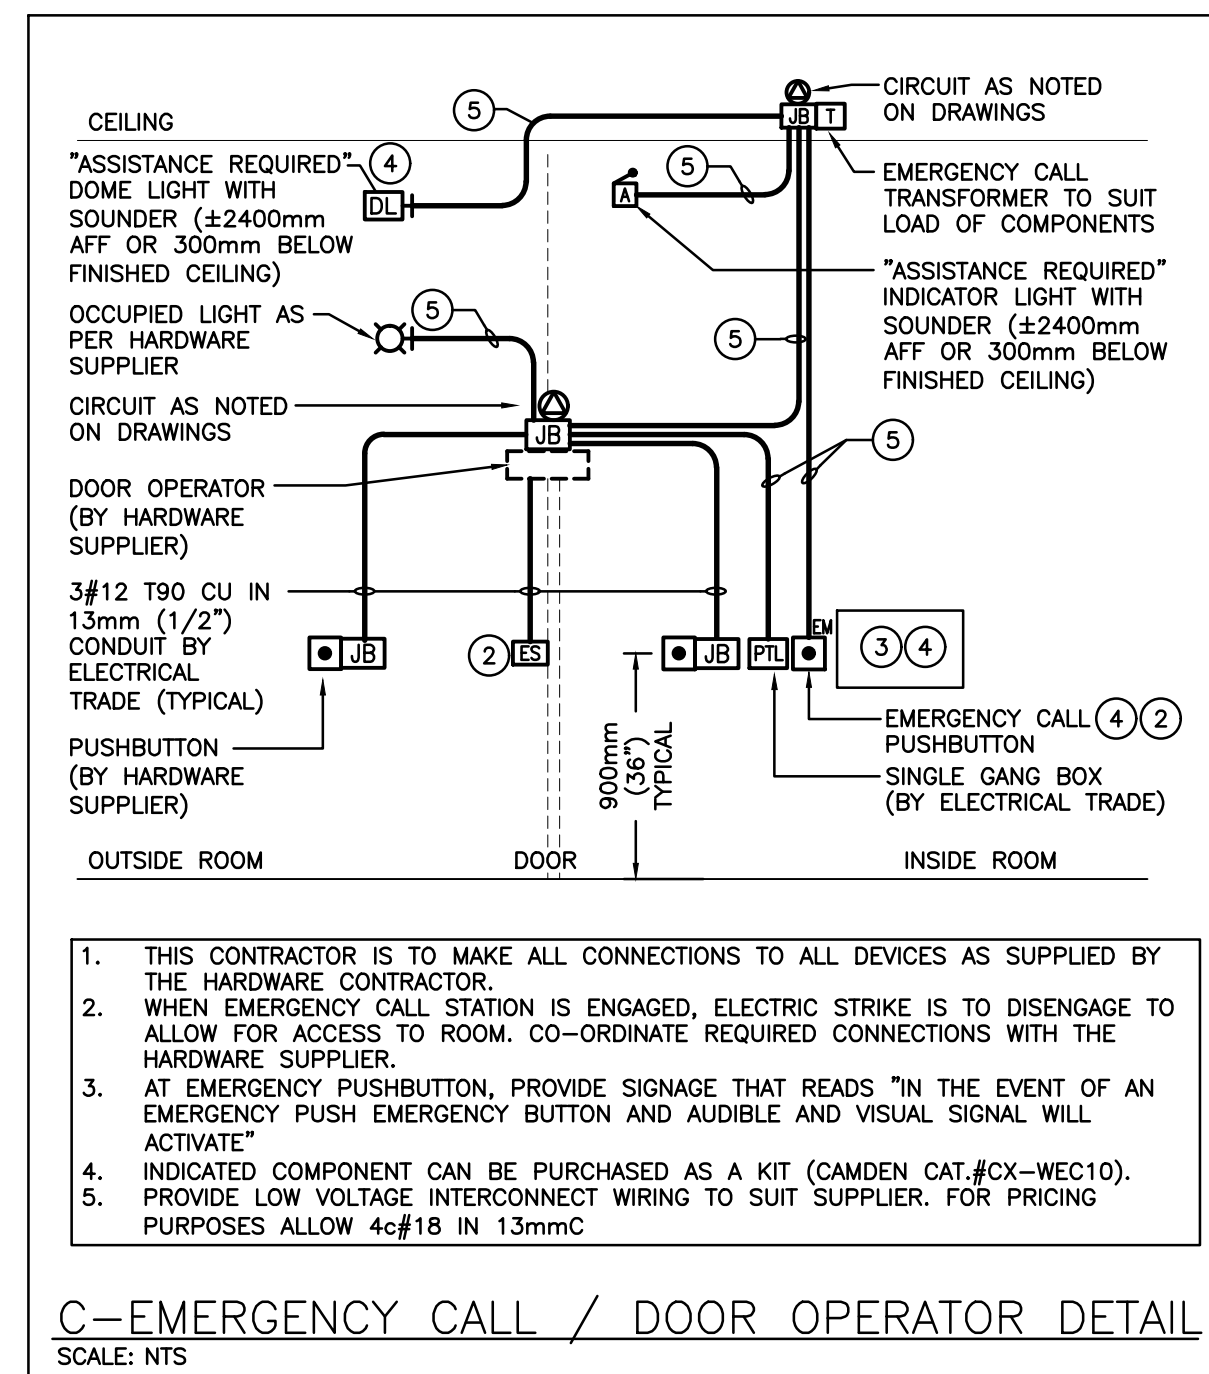 CEILING
5
JB
T
CIRCUIT AS NOTED
ON DRAWINGS
"ASSISTANCE REQUIRED"
DOME LIGHT WITH
SOUNDER (±2400mm
AFF OR 300mm BELOW
FINISHED CEILING)
4
DL
A
5
EMERGENCY CALL
TRANSFORMER TO SUIT
LOAD OF COMPONENTS
"ASSISTANCE REQUIRED"
INDICATOR LIGHT WITH
SOUNDER (±2400mm
AFF OR 300mm BELOW
FINISHED CEILING)
OCCUPIED LIGHT AS
PER HARDWARE
SUPPLIER
5
5
CIRCUIT AS NOTED
ON DRAWINGS
JB
5
DOOR OPERATOR
(BY HARDWARE
SUPPLIER)
3#12 T90 CU IN
13mm (1/2")
CONDUIT BY
ELECTRICAL
TRADE (TYPICAL)
JB
2
ES
JB
PTL
EM
3
4
PUSHBUTTON
(BY HARDWARE
SUPPLIER)
900mm
(36")
TYPICAL
EMERGENCY CALL
PUSHBUTTON
4
2
SINGLE GANG BOX
(BY ELECTRICAL TRADE)
OUTSIDE ROOM
DOOR
INSIDE ROOM
1. THIS CONTRACTOR IS TO MAKE ALL CONNECTIONS TO ALL DEVICES AS SUPPLIED BY
THE HARDWARE CONTRACTOR.
2. WHEN EMERGENCY CALL STATION IS ENGAGED, ELECTRIC STRIKE IS TO DISENGAGE TO
ALLOW FOR ACCESS TO ROOM. CO-ORDINATE REQUIRED CONNECTIONS WITH THE
HARDWARE SUPPLIER.
3. AT EMERGENCY PUSHBUTTON, PROVIDE SIGNAGE THAT READS "IN THE EVENT OF AN
EMERGENCY PUSH EMERGENCY BUTTON AND AUDIBLE AND VISUAL SIGNAL WILL
ACTIVATE"
4. INDICATED COMPONENT CAN BE PURCHASED AS A KIT (CAMDEN CAT.#CX-WEC10).
5. PROVIDE LOW VOLTAGE INTERCONNECT WIRING TO SUIT SUPPLIER. FOR PRICING
PURPOSES ALLOW 4c#18 IN 13mmC
C-EMERGENCY CALL / DOOR OPERATOR DETAIL
SCALE: NTS